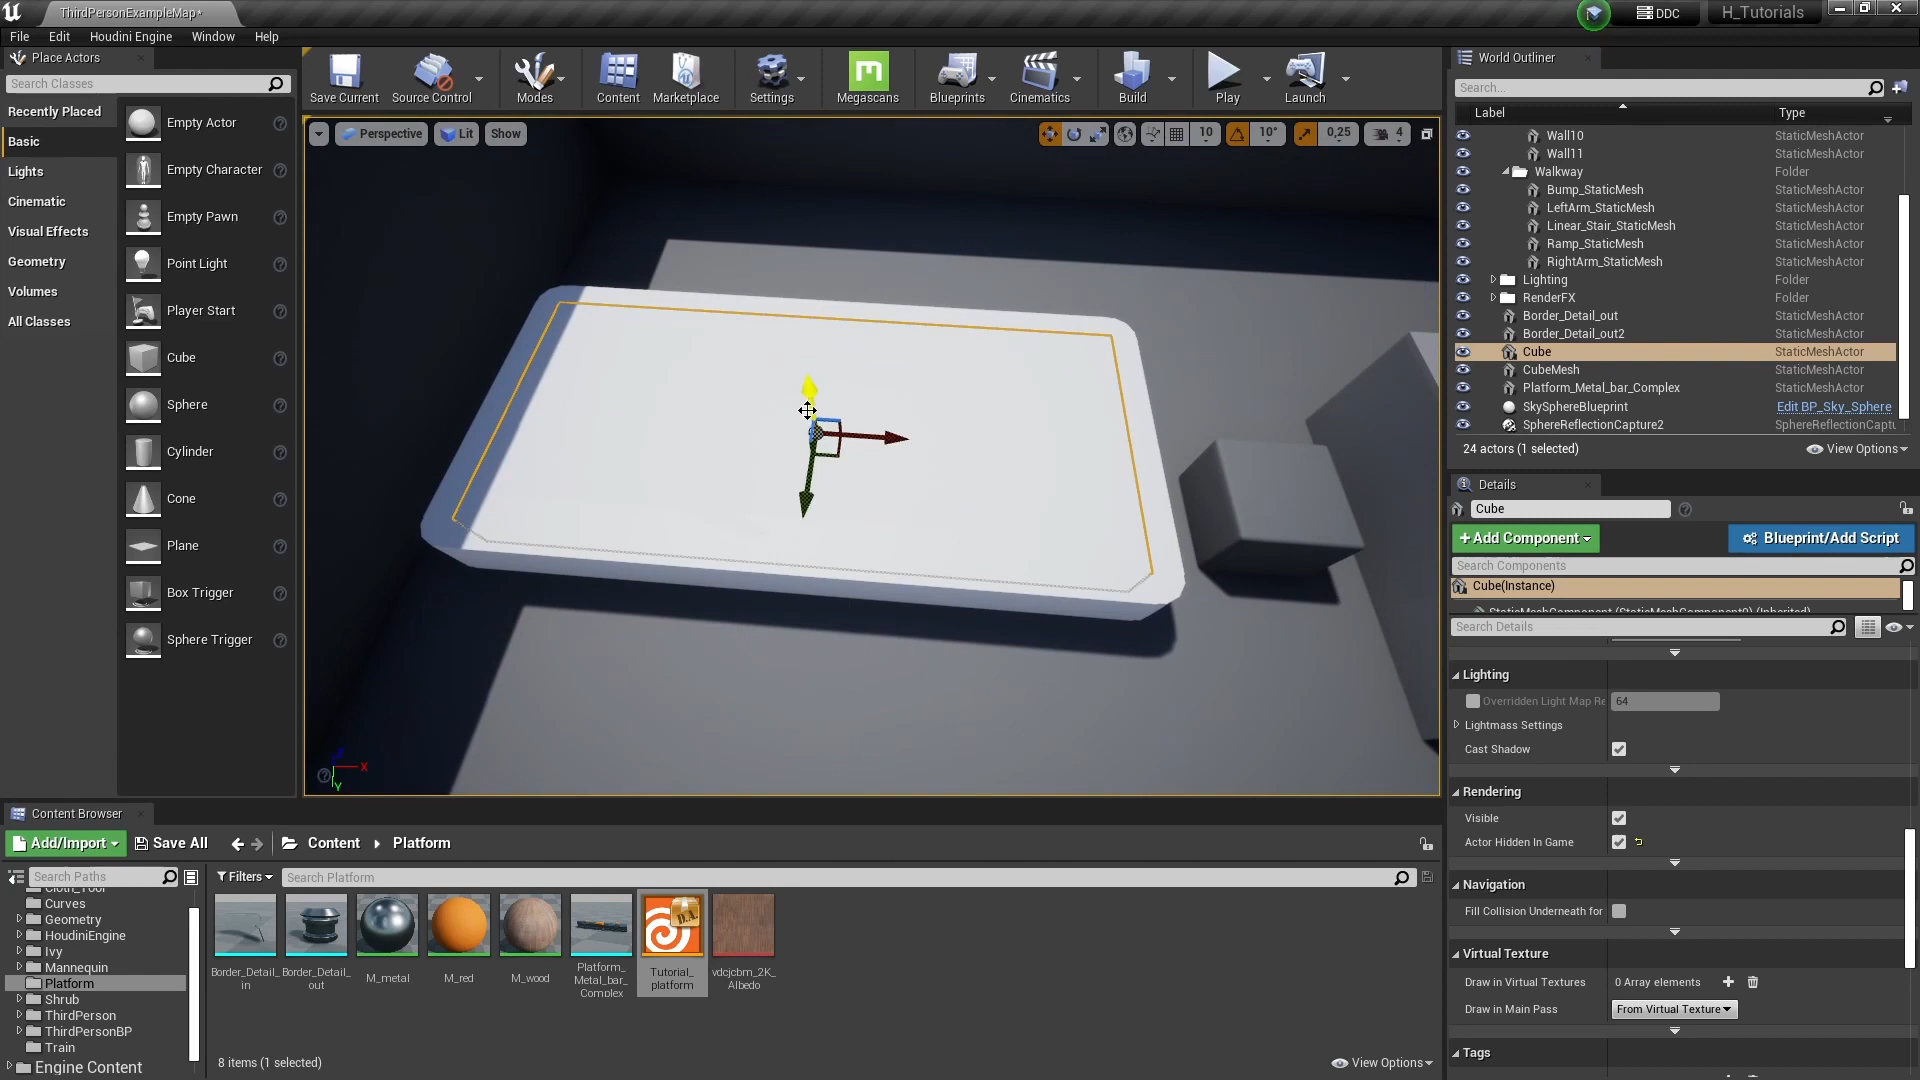 ThirdPersonExampleMap*
DDC
H_Tutorials
File Edit Houdini Engine Window Help
Place Actors
Search Classes
Recently Placed
Basic
Lights
Cinematic
Visual Effects
Geometry
Volumes
All Classes
Empty Actor
Empty Character
Empty Pawn
Point Light
Player Start
Cube
Sphere
Cylinder
Cone
Plane
Box Trigger
Sphere Trigger
Save Current Source Control Modes Content Marketplace Settings Megascans Blueprints Cinematics Build Play Launch
Perspective Lit Show
10 10° 0,25 4
X
Y
World Outliner
Search...
Label Type
Wall10 StaticMeshActor
Wall11 StaticMeshActor
Walkway Folder
Bump_StaticMesh StaticMeshActor
LeftArm_StaticMesh StaticMeshActor
Linear_Stair_StaticMesh StaticMeshActor
Ramp_StaticMesh StaticMeshActor
RightArm_StaticMesh StaticMeshActor
Lighting Folder
RenderFX Folder
Border_Detail_out StaticMeshActor
Border_Detail_out2 StaticMeshActor
Cube StaticMeshActor
CubeMesh StaticMeshActor
Platform_Metal_bar_Complex StaticMeshActor
SkySphereBlueprint Edit BP_Sky_Sphere
SphereReflectionCapture2 SphereReflectionCaptu
24 actors (1 selected) View Options
Details
Cube
+Add Component Blueprint/Add Script
Search Components
Cube(Instance)
StaticMeshComponent (StaticMeshComponent0) (Inherited)
Search Details
Lighting
Overridden Light Map Re 64
Lightmass Settings
Cast Shadow
Rendering
Visible
Actor Hidden In Game
Navigation
Fill Collision Underneath for
Virtual Texture
Draw in Virtual Textures 0 Array elements
Draw in Main Pass From Virtual Texture
Tags
Content Browser
Add/Import Save All Content Platform
Search Paths
Cloth_Tool
Curves
Geometry
HoudiniEngine
Ivy
Mannequin
Platform
Shrub
ThirdPerson
ThirdPersonBP
Train
Engine Content
Filters Search Platform
Border_Detail_in
Border_Detail_out
M_metal
M_red
M_wood
Platform_Metal_bar_Complex
Tutorial_platform
vdcjcbm_2K_Albedo
8 items (1 selected) View Options